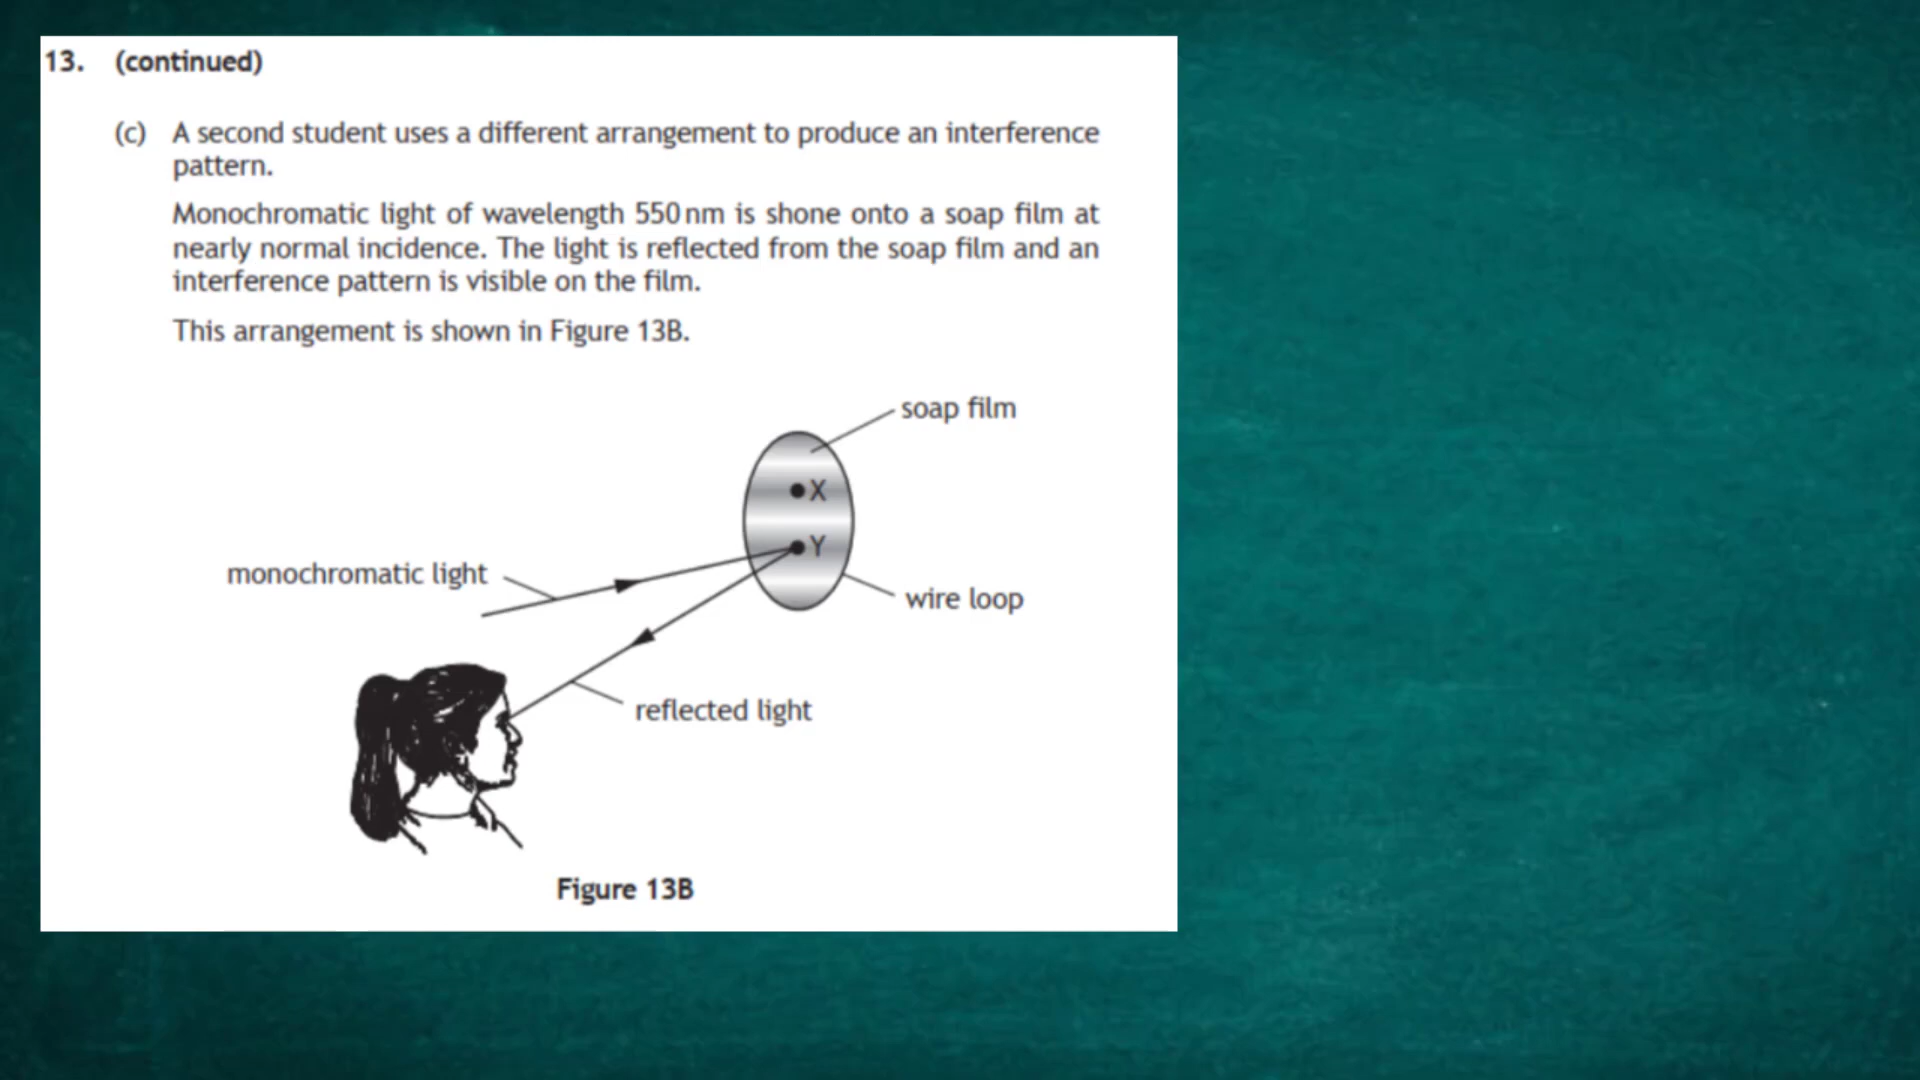 13. (continued)
(c) A second student uses a different arrangement to produce an interference
pattern.
Monochromatic light of wavelength 550 nm is shone onto a soap film at
nearly normal incidence. The light is reflected from the soap film and an
interference pattern is visible on the film.
This arrangement is shown in Figure 13B.
soap film
X
Y
monochromatic light
wire loop
reflected light
Figure 13B